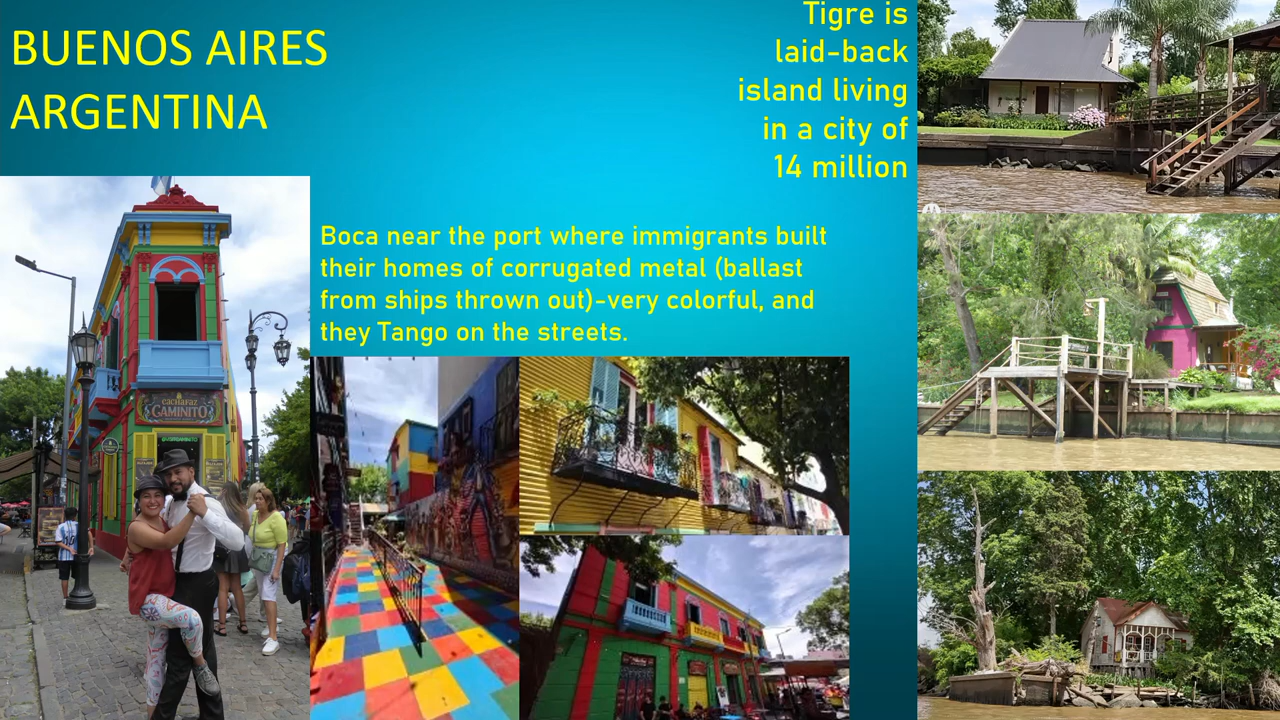 BUENOS AIRES
ARGENTINA
Tigre is
laid-back
island living
in a city of
14 million
Boca near the port where immigrants built
their homes of corrugated metal (ballast
from ships thrown out)-very colorful, and
they Tango on the streets.
CACHAFAZ
CAMINITO